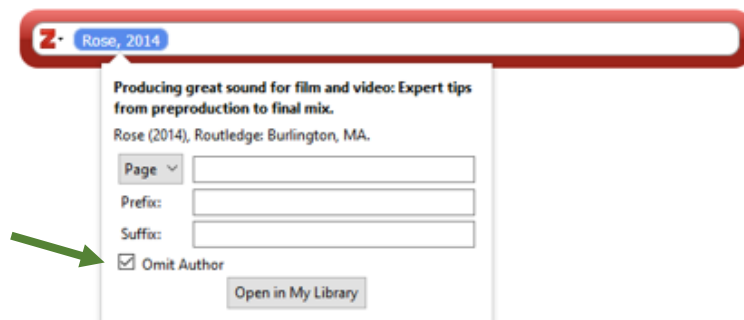 Z Rose, 2014
Producing great sound for film and video: Expert tips
from preproduction to final mix.
Rose (2014), Routledge: Burlington, MA.
Page
Prefix:
Suffix:
Omit Author
Open in My Library